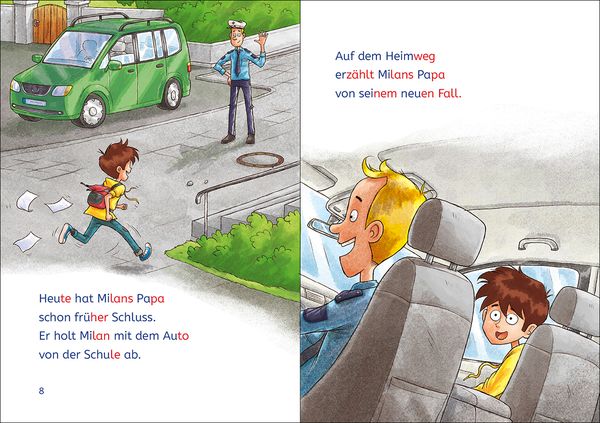 Heute hat Milans Papa
schon früher Schluss.
Er holt Milan mit dem Auto
von der Schule ab.
8
Auf dem Heimweg
erzählt Milans Papa
von seinem neuen Fall.